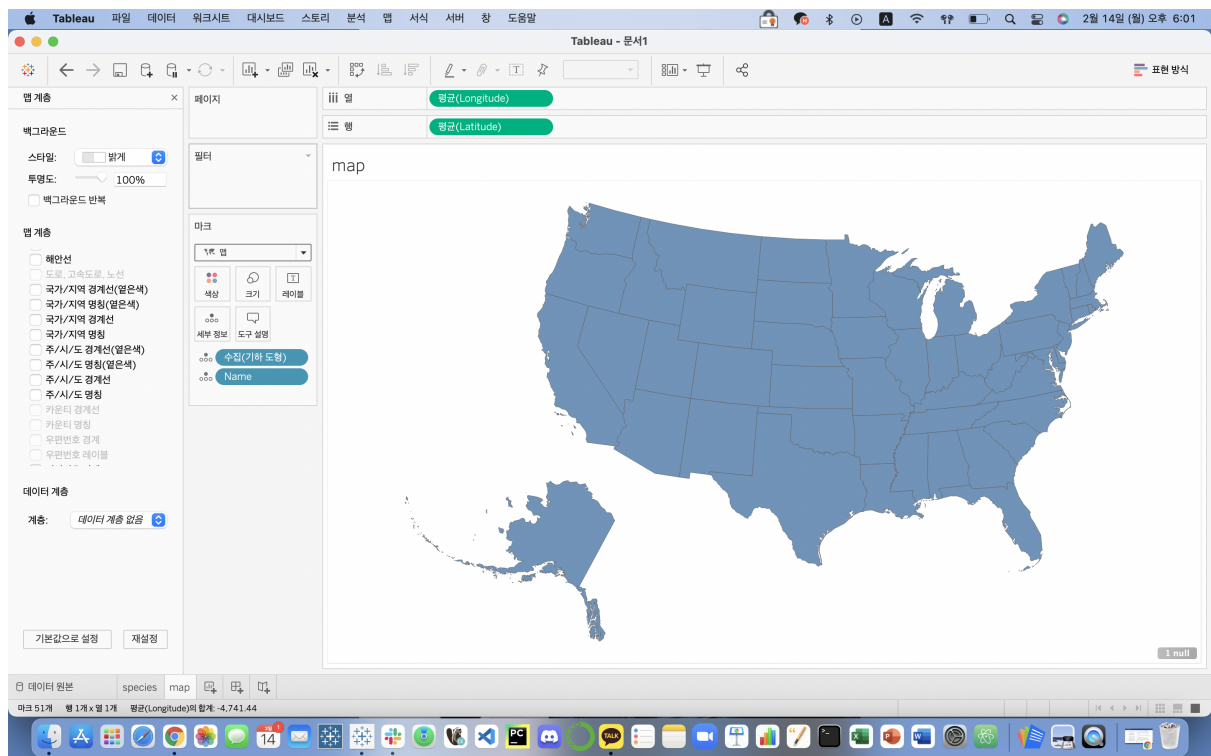 Tableau 파일 데이터 워크시트 대시보드 스토리 분석 맵 서식 서버 창 도움말 A 2월 14일 (월) 오후 6:01
Tableau - 문서1
표현 방식
맵 계층 ×
페이지
열 평균(Longitude)
행 평균(Latitude)
백그라운드
스타일: 밝게
투명도: 100%
백그라운드 반복
필터
map
맵 계층
해안선
도로, 고속도로, 노선
국가/지역 경계선(옅은색)
국가/지역 명칭(옅은색)
국가/지역 경계선
국가/지역 명칭
주/시/도 경계선(옅은색)
주/시/도 명칭(옅은색)
주/시/도 경계선
주/시/도 명칭
카운티 경계선
카운티 명칭
우편번호 경계
우편번호 레이블
마크
맵
색상 크기 레이블
세부 정보 도구 설명
수집(기하 도형)
Name
데이터 계층
계층: 데이터 계층 없음
기본값으로 설정 재설정
1 null
데이터 원본 species map
마크 51개 행 1개 x 열 1개 평균(Longitude)의 합계: -4,741.44
14
PC
TALK